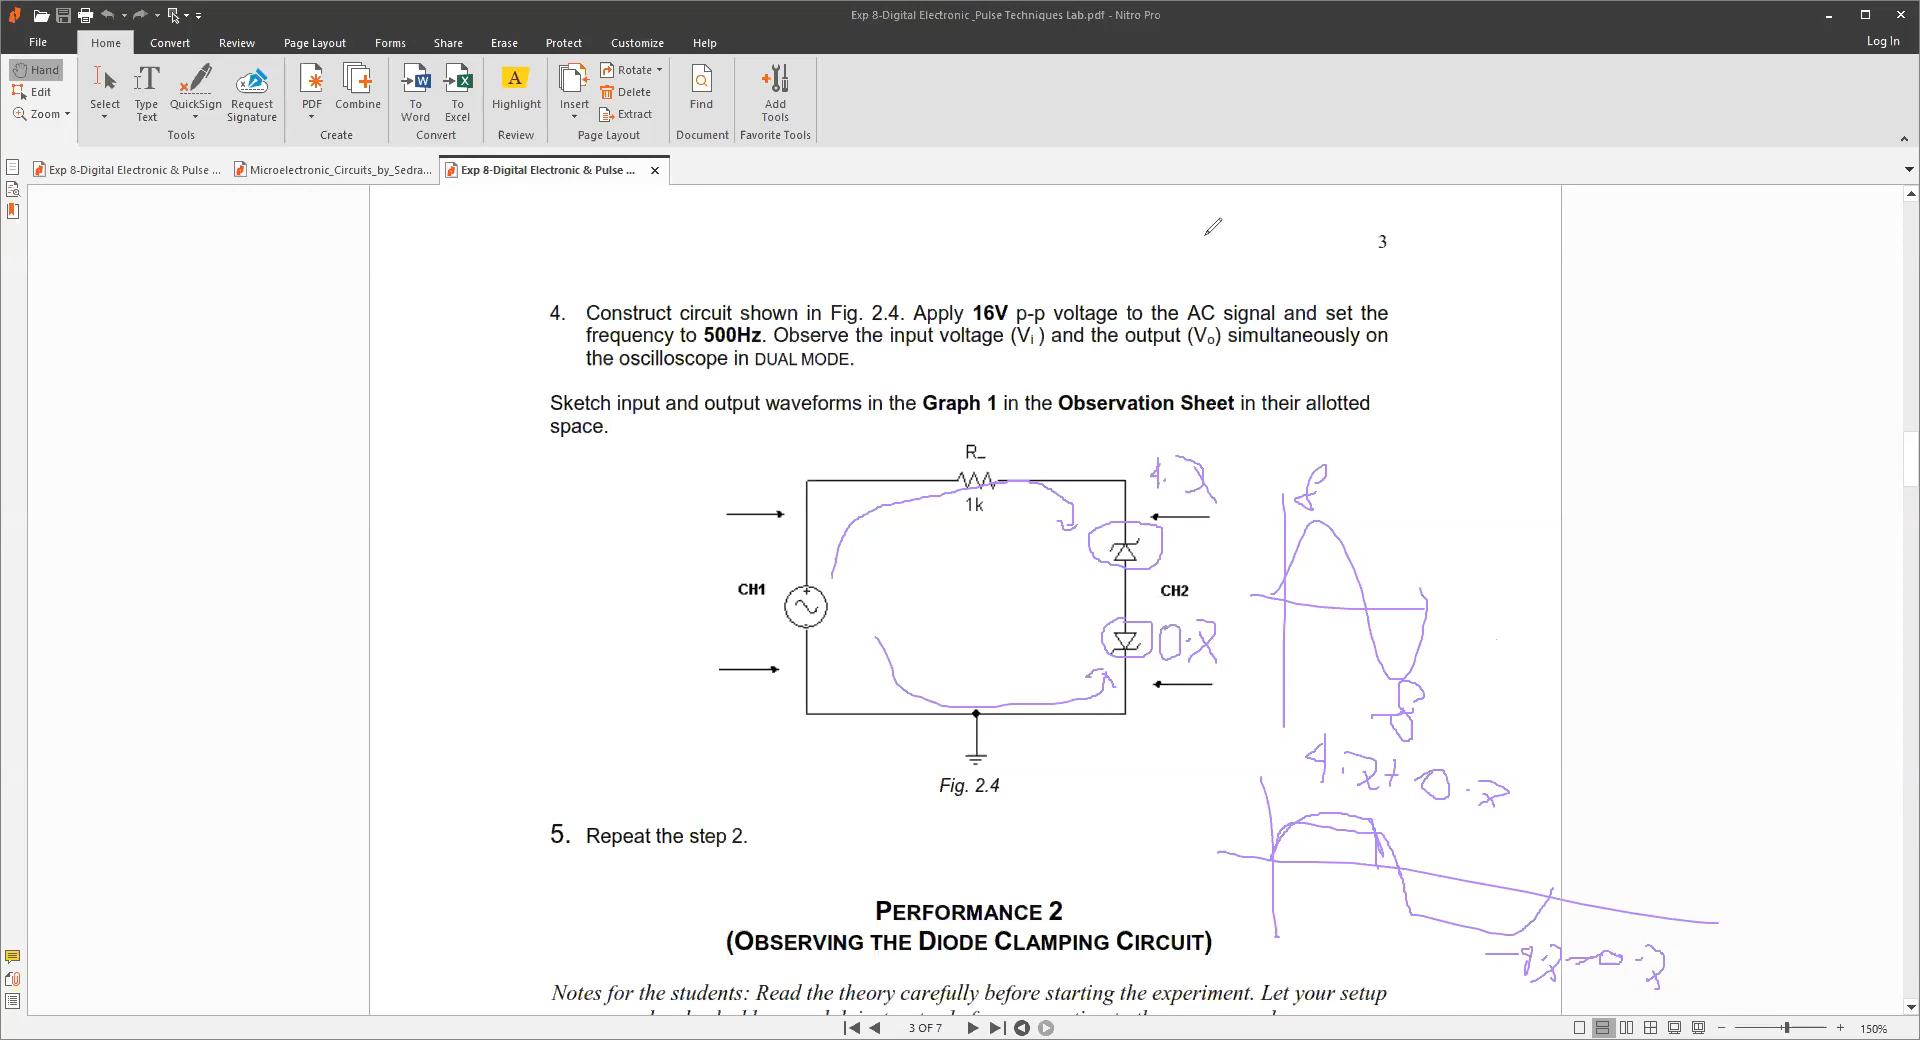 Exp 8-Digital Electronic _Pulse Techniques Lab.pdf - Nitro Pro
File Home Convert Review Page Layout Forms Share Erase Protect Customize Help Log In
Hand
Edit
Zoom
Select
Type Text
QuickSign
Request Signature
Tools
PDF
Combine
Create
To Word
To Excel
Convert
Highlight
Review
Insert
Rotate
Delete
Extract
Page Layout
Find
Document
Add Tools
Favorite Tools
Exp 8-Digital Electronic & Pulse ...
Microelectronic_Circuits_by_Sedra...
Exp 8-Digital Electronic & Pulse ...
3
4. Construct circuit shown in Fig. 2.4. Apply 16V p-p voltage to the AC signal and set the
frequency to 500Hz. Observe the input voltage (Vi ) and the output (Vo) simultaneously on
the oscilloscope in DUAL MODE.
Sketch input and output waveforms in the Graph 1 in the Observation Sheet in their allotted
space.
R_
1k
4.7
CH1
CH2
0.7
8
-8
4.7+0.7
Fig. 2.4
5. Repeat the step 2.
PERFORMANCE 2
(OBSERVING THE DIODE CLAMPING CIRCUIT)
Notes for the students: Read the theory carefully before starting the experiment. Let your setup
3 OF 7
150%